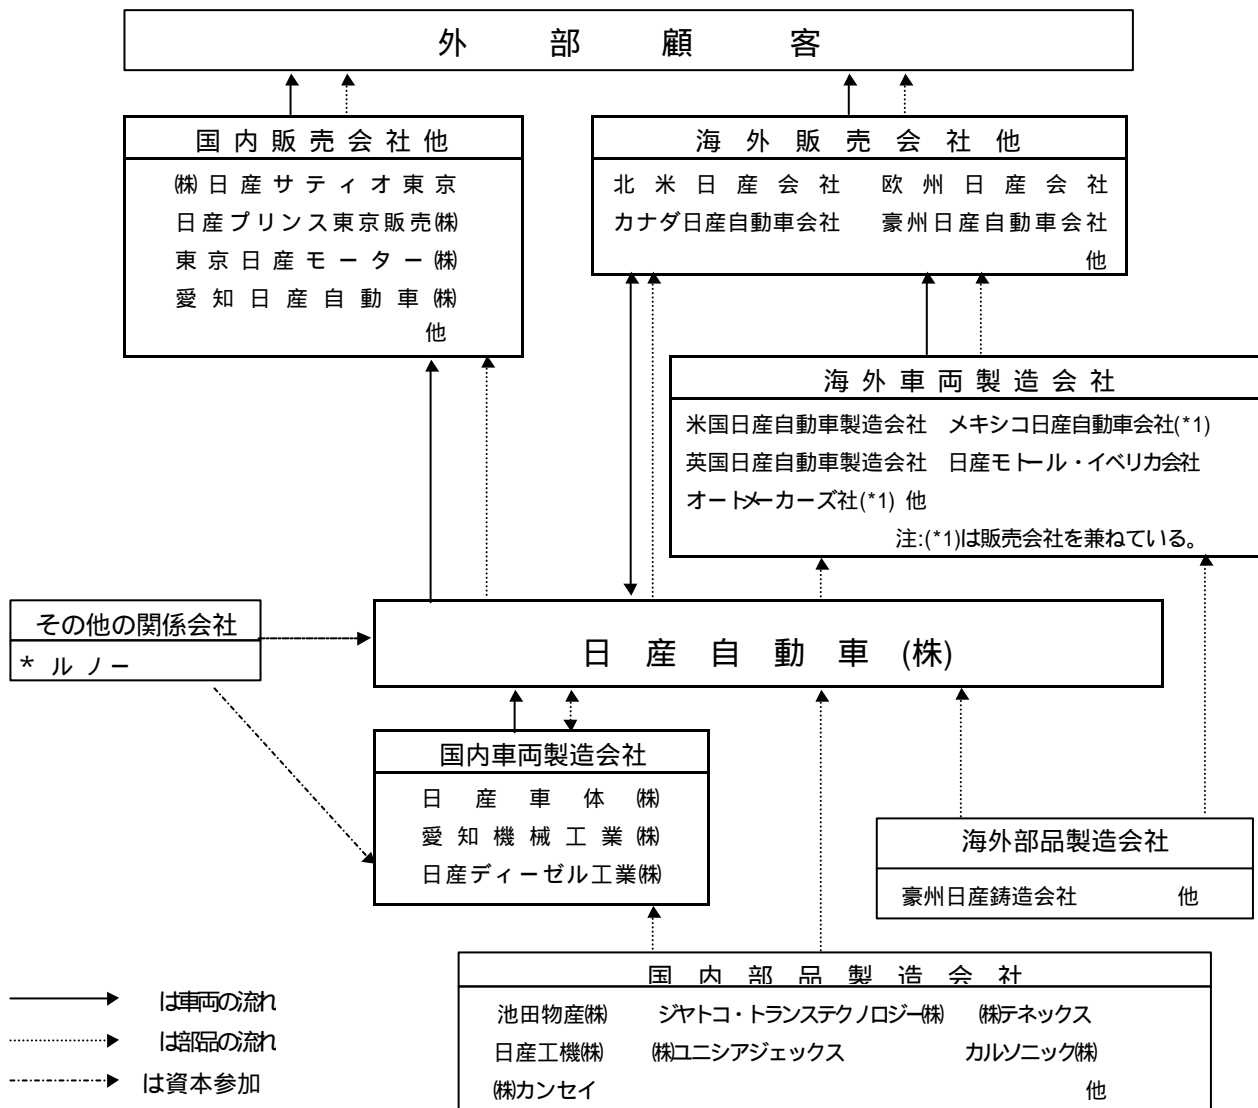 外部顧客
国内販売会社他
㈱日産サティオ東京
日産プリンス東京販売㈱
東京日産モーター㈱
愛知日産自動車㈱
他
海外販売会社他
北米日産会社 欧州日産会社
カナダ日産自動車会社 豪州日産自動車会社
他
海外車両製造会社
米国日産自動車製造会社 メキシコ日産自動車会社(*1)
英国日産自動車製造会社 日産モトール・イベリカ会社
オートメーカーズ社(*1) 他
注:(*1)は販売会社を兼ねている。
その他の関係会社
* ルノー
日産自動車(株)
国内車両製造会社
日産車体㈱
愛知機械工業㈱
日産ディーゼル工業㈱
海外部品製造会社
豪州日産鋳造会社 他
国内部品製造会社
池田物産㈱ ジヤトコ・トランステクノロジー㈱ ㈱テネックス
日産工機㈱ ㈱ユニシアジェックス カルソニック㈱
㈱カンセイ 他
は車両の流れ
は部品の流れ
は資本参加